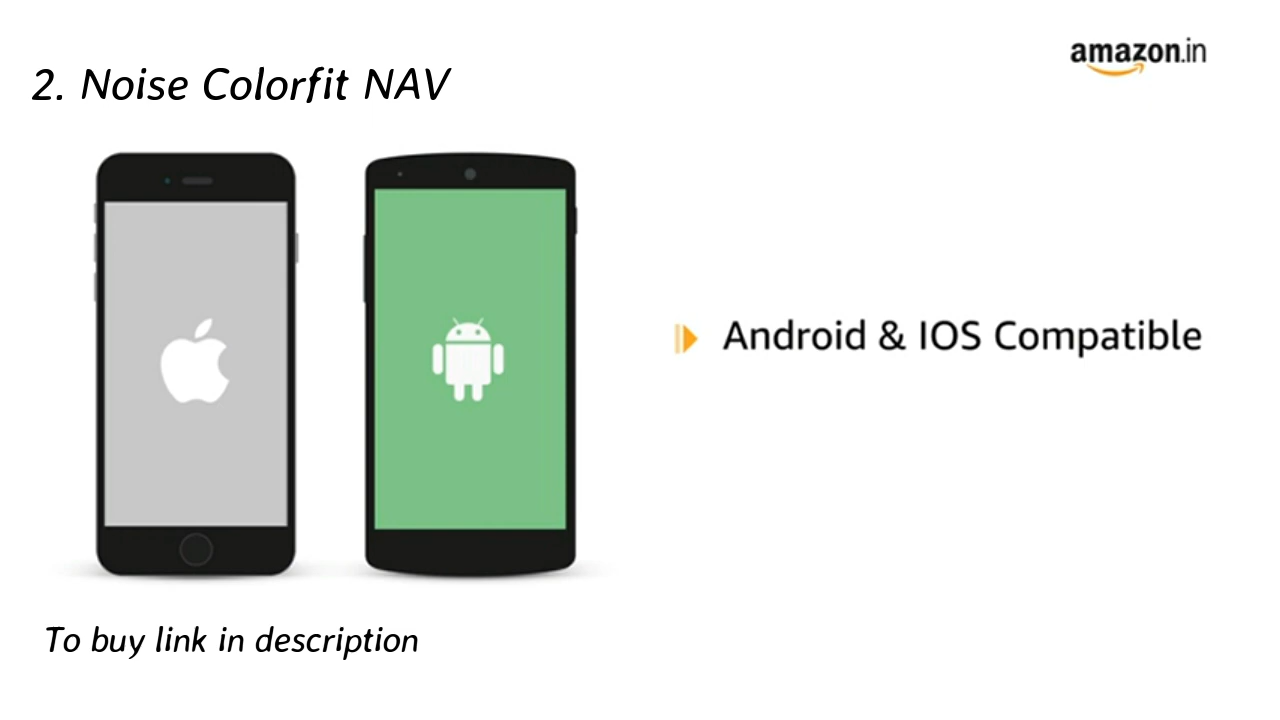 amazon.in
2. Noise Colorfit NAV
Android & IOS Compatible
To buy link in description